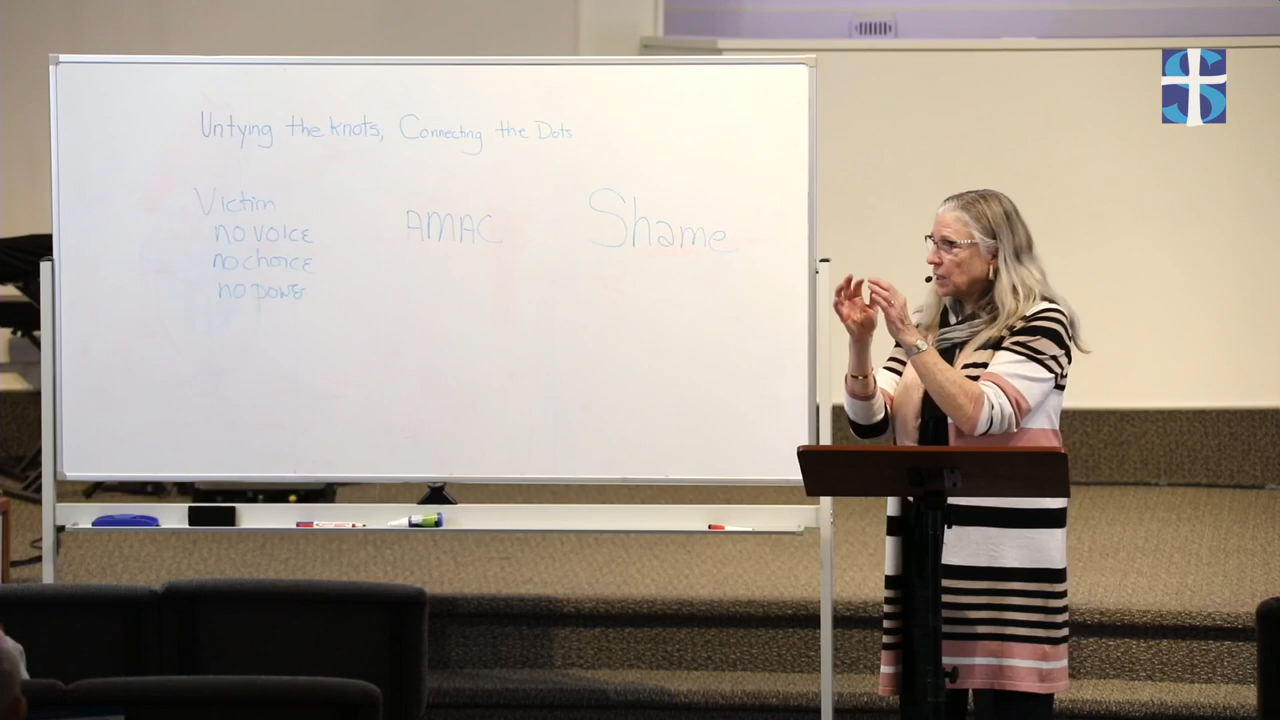 Untying the knots, Connecting the Dots
Victim
no voice
no choice
no power
AMAC
Shame